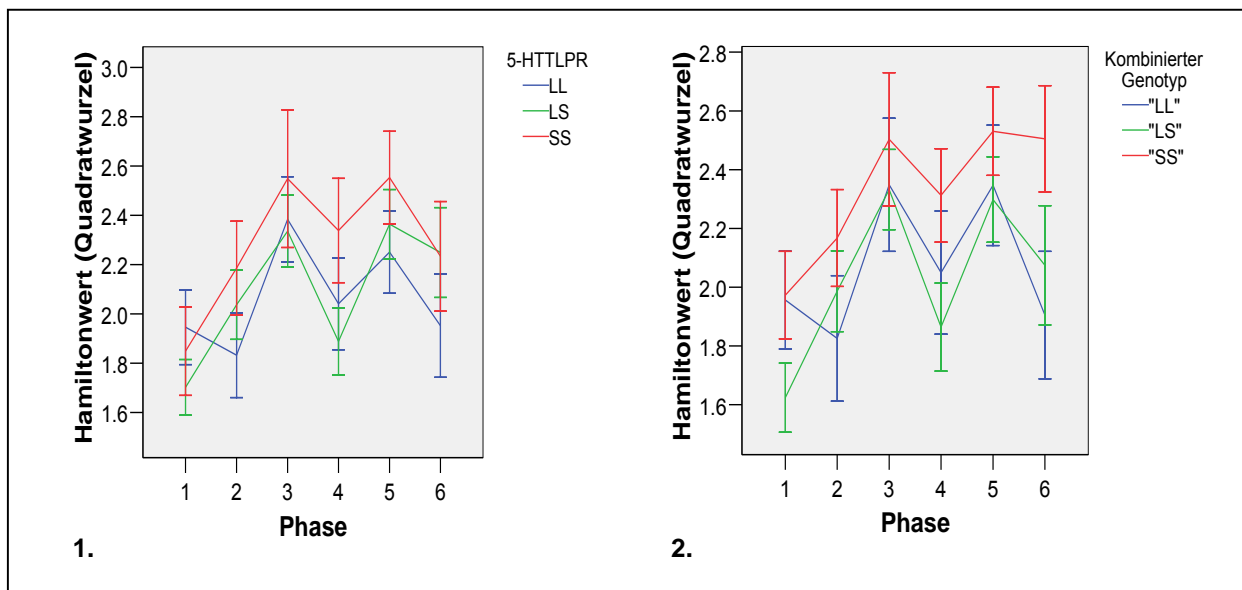 Hamiltonwert (Quadratwurzel)
3.0
2.8
2.6
2.4
2.2
2.0
1.8
1.6
1 2 3 4 5 6
Phase
5-HTTLPR
LL
LS
SS
1.
Hamiltonwert (Quadratwurzel)
2.8
2.6
2.4
2.2
2.0
1.8
1.6
1 2 3 4 5 6
Phase
Kombinierter
Genotyp
"LL"
"LS"
"SS"
2.